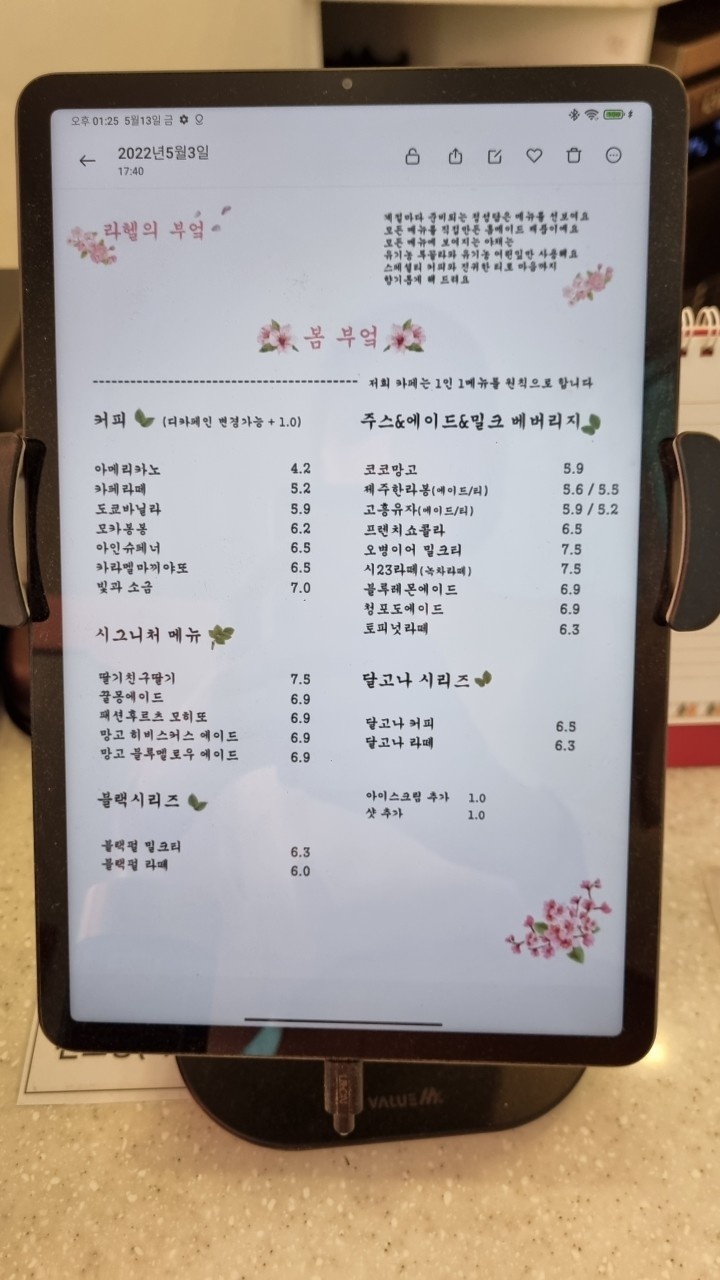 오후 01:25 5월13일 금
2022년5월3일
17:40
라헬의 부엌
계절마다 준비되는 정성담은 메뉴를 선보여요
모든 메뉴를 직접만든 홈메이드 제품이에요
모든 메뉴에 보여지는 야채는
유기농 루꼴라와 유기농 어린잎만 사용해요
스페셜티 커피와 진귀한 티로 마음까지
향기롭게 해 드려요
봄 부엌
저희 카페는 1인 1메뉴를 원칙으로 합니다
커피 (디카페인 변경가능 + 1.0)
아메리카노 4.2
카페라떼 5.2
도쿄바닐라 5.9
모카봉봉 6.2
아인슈페너 6.5
카라멜마끼야또 6.5
빛과 소금 7.0
시그니처 메뉴
딸기친구딸기 7.5
꿀몽에이드 6.9
패션후르츠 모히또 6.9
망고 히비스커스 에이드 6.9
망고 블루멜로우 에이드 6.9
블랙시리즈
블랙펄 밀크티 6.3
블랙펄 라떼 6.0
주스&에이드&밀크 베버리지
코코망고 5.9
제주한라봉(에이드/티) 5.6 / 5.5
고흥유자(에이드/티) 5.9 / 5.2
프렌치쇼콜라 6.5
오병이어 밀크티 7.5
시23라떼(녹차라떼) 7.5
블루레몬에이드 6.9
청포도에이드 6.9
토피넛라떼 6.3
달고나 시리즈
달고나 커피 6.5
달고나 라떼 6.3
아이스크림 추가 1.0
샷 추가 1.0